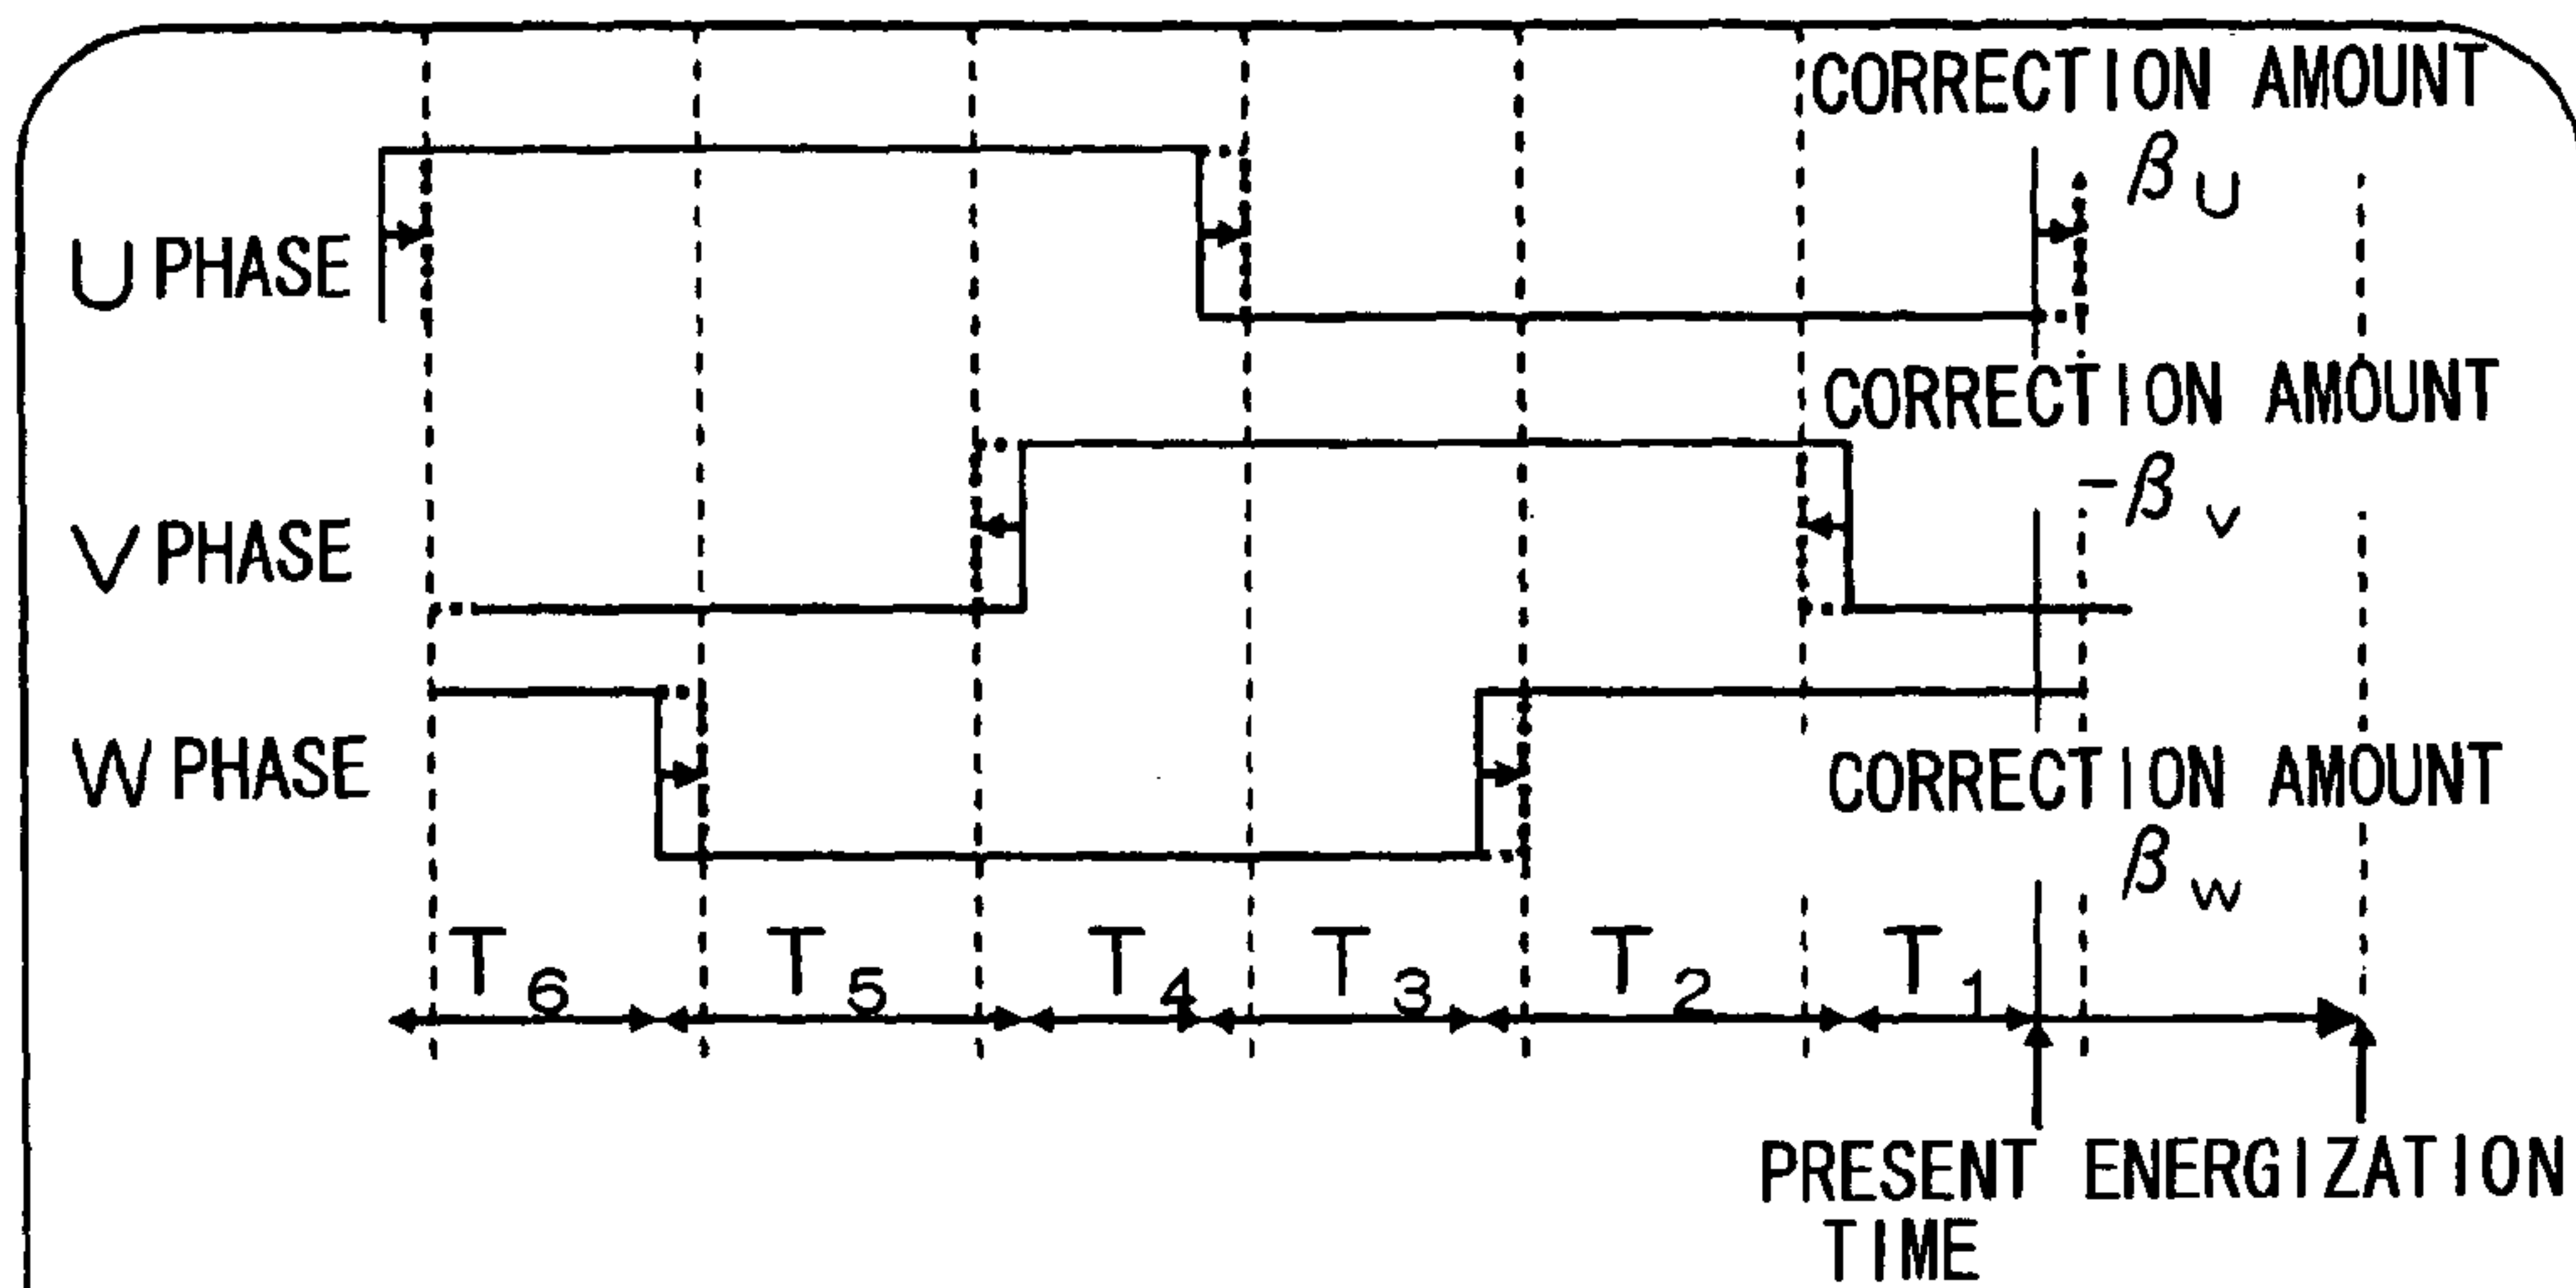 CORRECTION AMOUNT
βU
U PHASE
CORRECTION AMOUNT
-βV
V PHASE
W PHASE
CORRECTION AMOUNT
βW
T6 T5 T4 T3 T2 T1
PRESENT ENERGIZATION
TIME